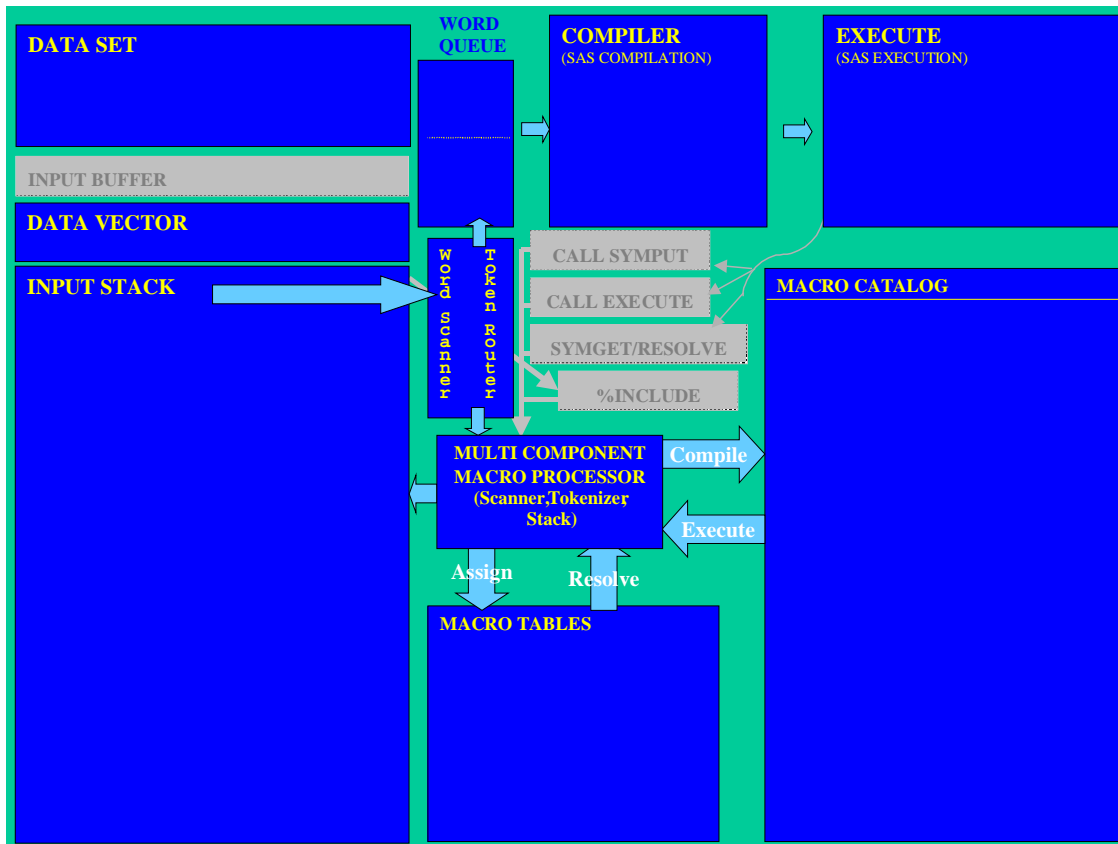 DATA SET
WORD
QUEUE
COMPILER
(SAS COMPILATION)
EXECUTE
(SAS EXECUTION)
INPUT BUFFER
DATA VECTOR
INPUT STACK
Word Scanner
Token Router
CALL SYMPUT
CALL EXECUTE
SYMGET/RESOLVE
%INCLUDE
MACRO CATALOG
MULTI COMPONENT
MACRO PROCESSOR
(Scanner,Tokenizer,
Stack)
Compile
Execute
Assign
Resolve
MACRO TABLES